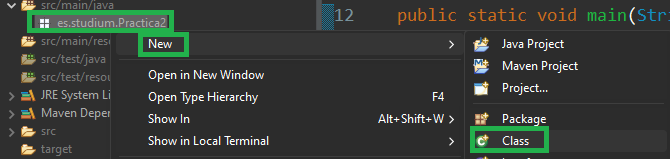 src/main/java
es.studium.Practica2
src/main/reso
src/test/java
src/test/resou
JRE System Li
Maven Depe
src
target
12 public static void main(Stri
New
Open in New Window
Open Type Hierarchy F4
Show In Alt+Shift+W
Show in Local Terminal
Java Project
Maven Project
Project...
Package
Class